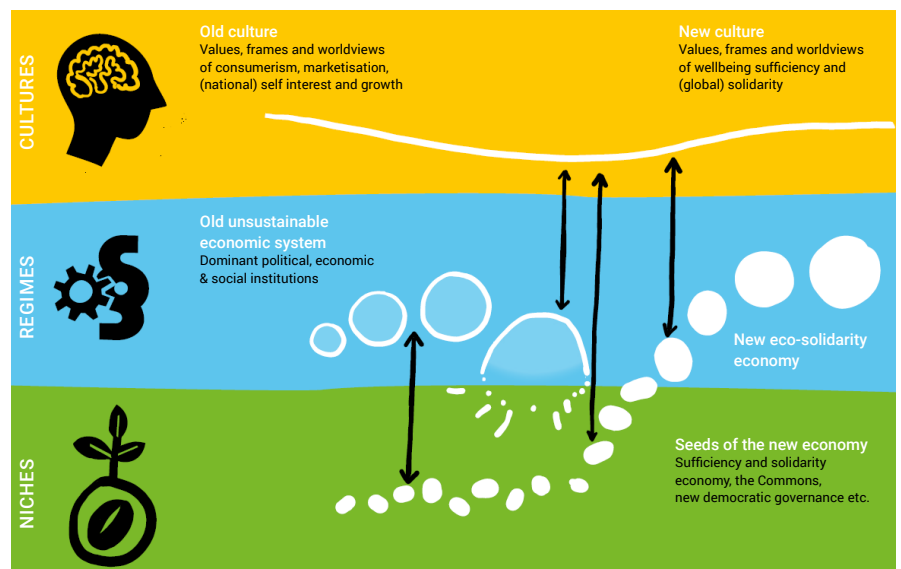 CULTURES
Old culture
Values, frames and worldviews
of consumerism, marketisation,
(national) self interest and growth
New culture
Values, frames and worldviews
of wellbeing sufficiency and
(global) solidarity
REGIMES
Old unsustainable
economic system
Dominant political, economic
& social institutions
New eco-solidarity
economy
NICHES
Seeds of the new economy
Sufficiency and solidarity
economy, the Commons,
new democratic governance etc.